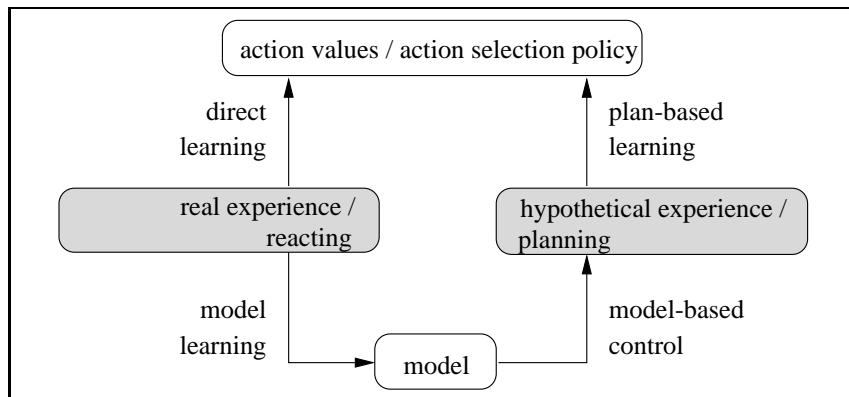 action values / action selection policy
direct
learning
plan-based
learning
real experience /
reacting
hypothetical experience /
planning
model
learning
model-based
control
model